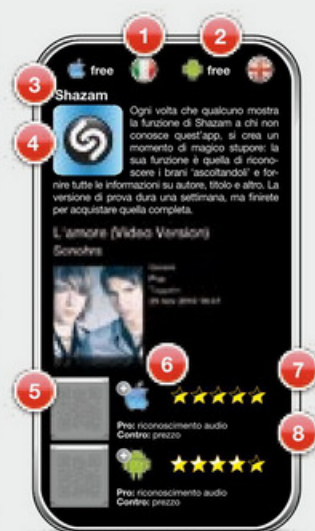 1
2
free
free
3
Shazam
4
Ogni volta che qualcuno mostra
la funzione di Shazam a chi non
conosce quest'app, si crea un
momento di magico stupore: la
sua funzione è quella di ricono-
scere i brani 'ascoltandoli' e for-
nire tutte le informazioni su autore, titolo e altro. La
versione di prova dura una settimana, ma finirete
per acquistare quella completa.
L'amore (Video Version)
Sonohra
Genere
Pop
6
7
5
Pro: riconoscimento audio
Contro: prezzo
8
Pro: riconoscimento audio
Contro: prezzo